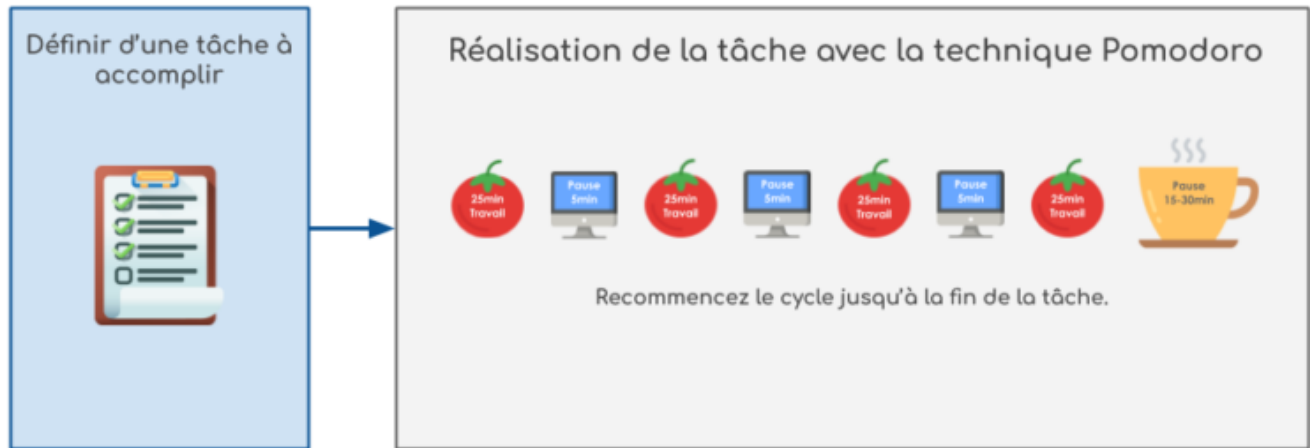 Définir d'une tâche à
accomplir
Réalisation de la tâche avec la technique Pomodoro
25min
Travail
Pause
5min
25min
Travail
Pause
5min
25min
Travail
Pause
5min
25min
Travail
Pause
15-30min
Recommencez le cycle jusqu'à la fin de la tâche.